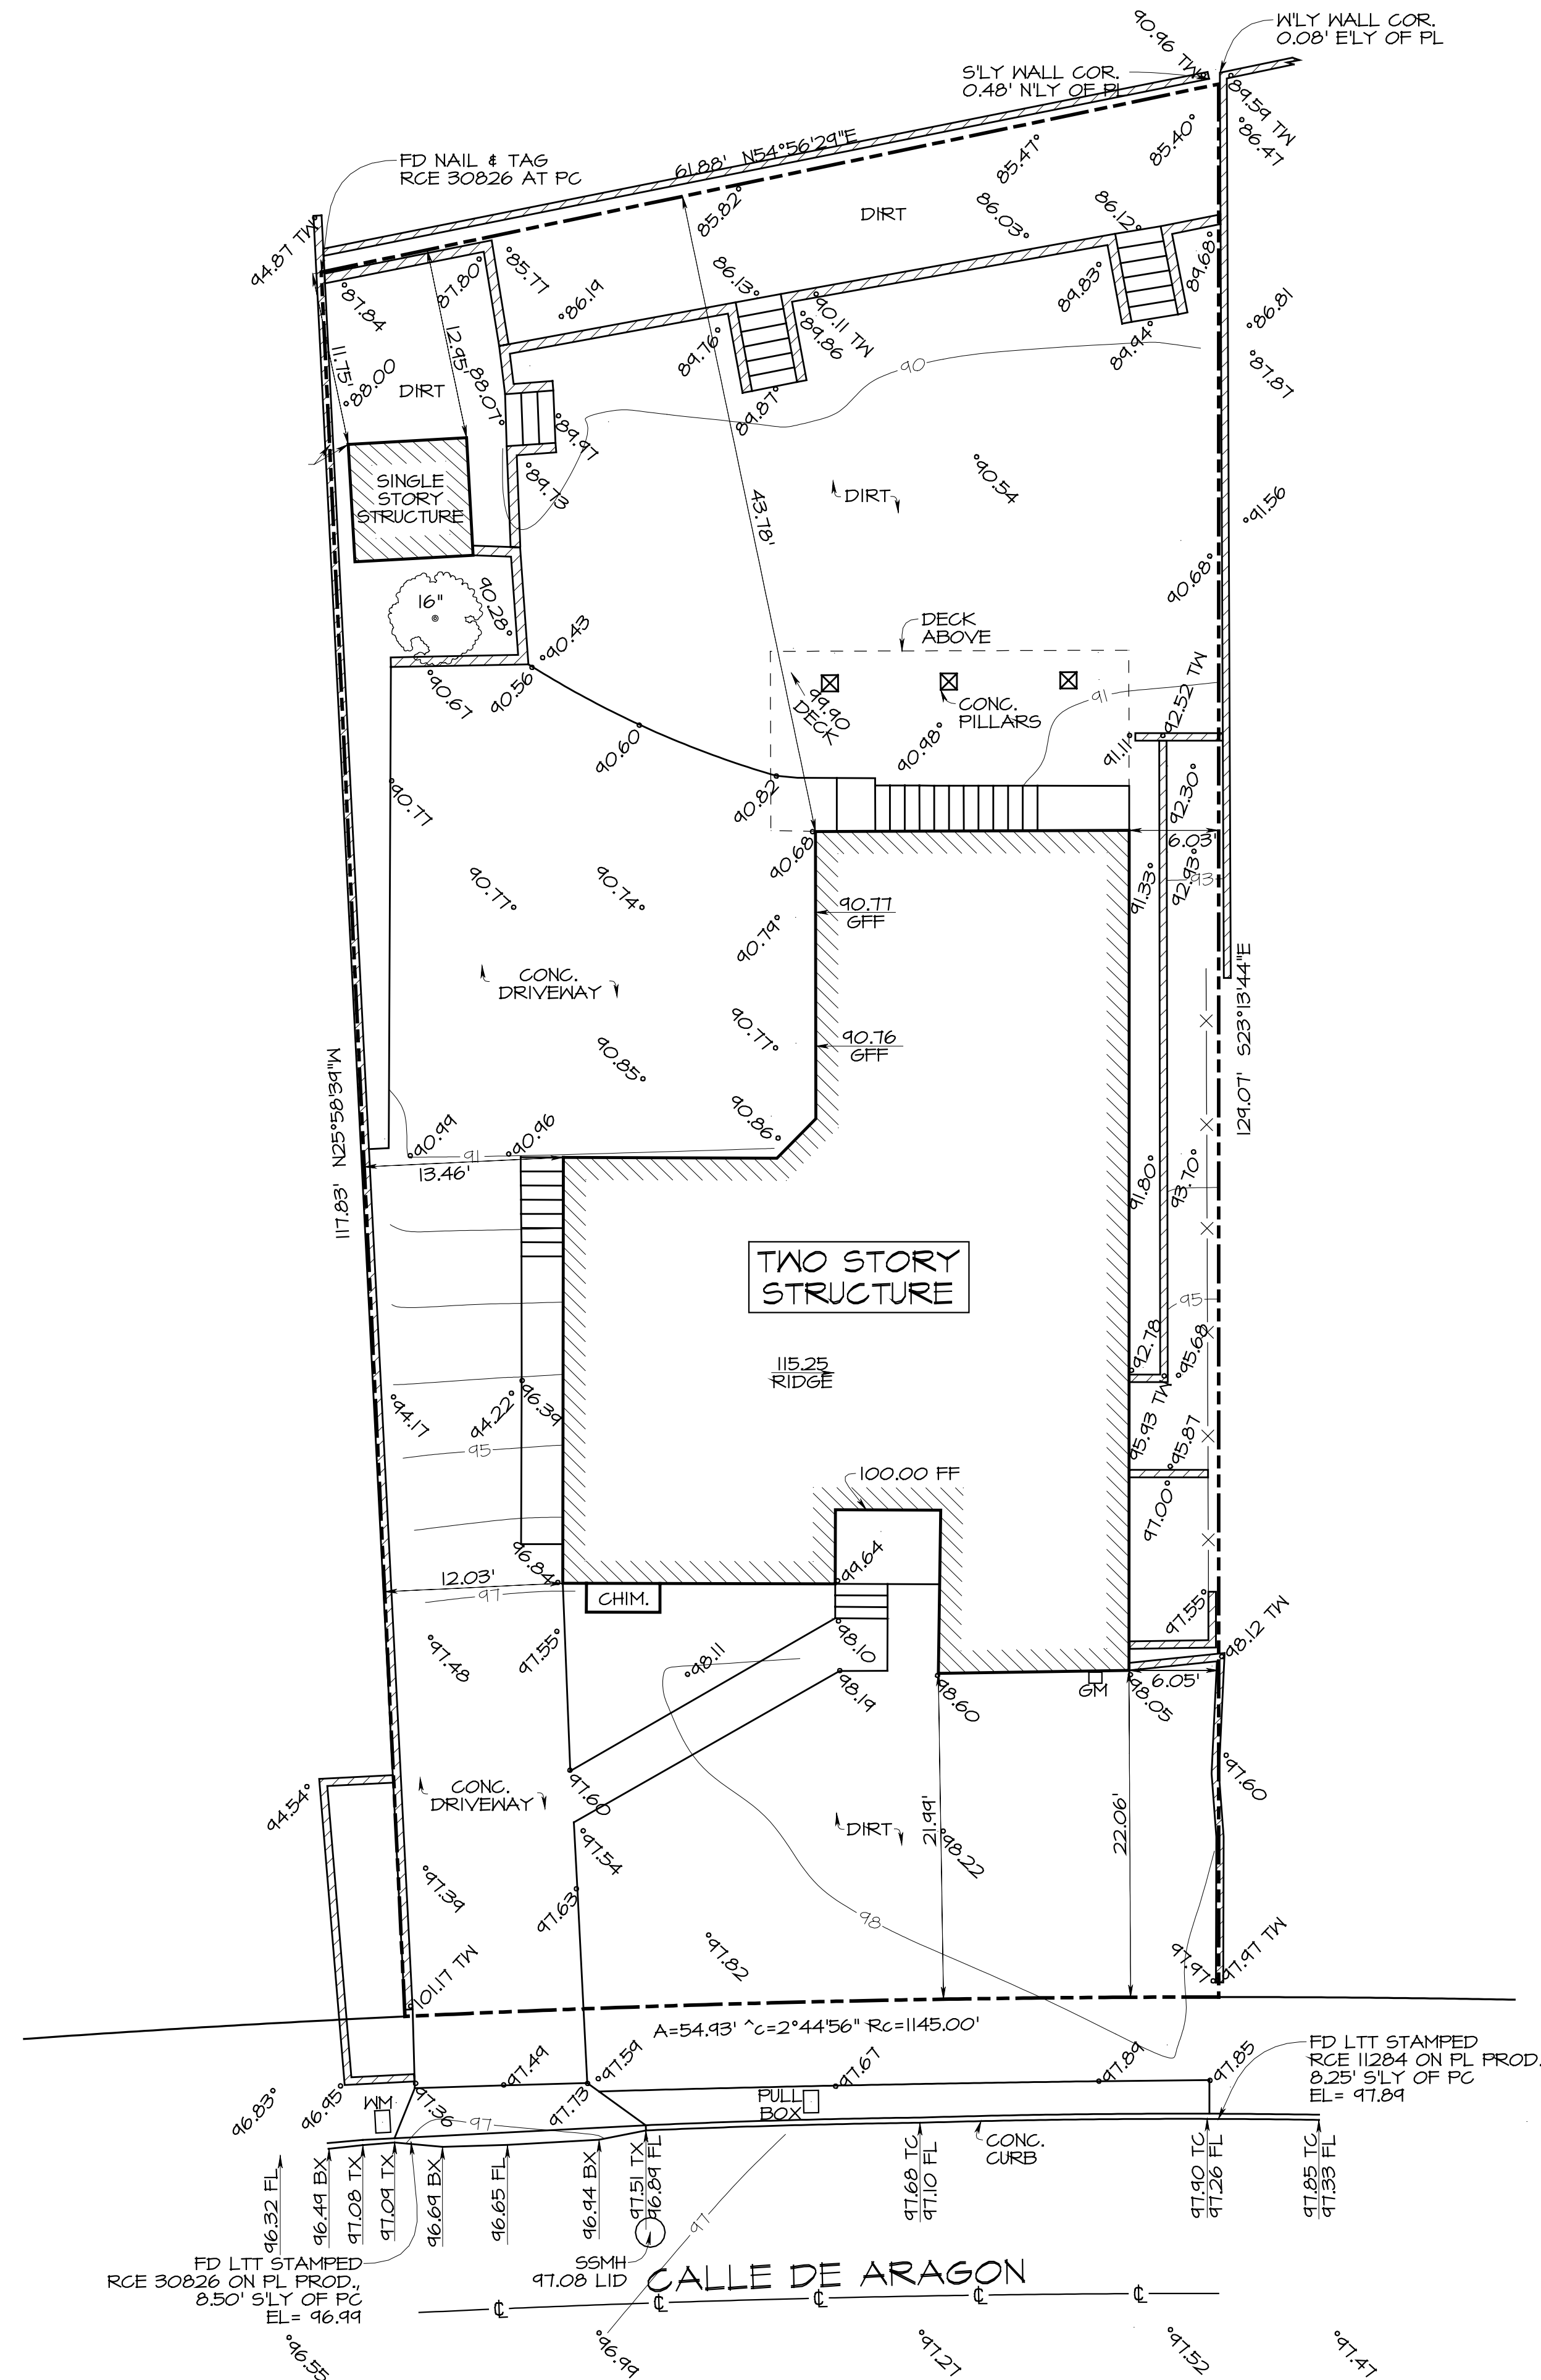 W'LY WALL COR.
0.08' E'LY OF PL
90.96 TW
S'LY WALL COR.
0.48' N'LY OF PL
89.59 TW
86.47
85.40
61.88' N54°56'29"E
85.47
FD NAIL & TAG
RCE 30826 AT PC
85.82
DIRT
86.03
86.12
94.87 TW
87.84
87.80
85.77
86.19
86.13
90.11 TW
89.86
89.83
89.68
86.81
11.75'
12.95'
89.76
89.94
90
87.87
88.00
DIRT
88.07
89.87
89.97
SINGLE
STORY
STRUCTURE
89.73
43.78'
DIRT
90.54
91.56
16"
90.28
90.68
90.43
DECK
ABOVE
90.67
90.56
99.90
DECK
CONC.
PILLARS
91
92.52 TW
90.60
90.98
91.11
90.77
90.82
92.30
90.68
6.03'
90.77
90.74
90.77
GFF
91.33
92.93
93
90.79
CONC.
DRIVEWAY
129.07' S23°13'44"E
90.77
90.76
GFF
90.85
117.83' N25°58'39"W
90.99
90.96
90.86
91
13.46'
91.80
93.70
TWO STORY
STRUCTURE
95
115.25
RIDGE
92.78
95.68
94.17
94.22
96.39
95
95.93 TW
95.87
100.00 FF
97.00
96.84
99.64
12.03'
97
CHIM.
97.48
97.55
98.11
98.10
97.55
98.12 TW
98.19
98.60
GM
98.05
6.05'
94.54
CONC.
DRIVEWAY
97.60
97.60
DIRT
21.99'
22.06'
97.54
98.22
97.39
97.63
98
97.82
101.17 TW
97.97
97.97 TW
A=54.93' ^c=2°44'56" Rc=1145.00'
97.49
97.59
97.67
97.89
97.85
FD LTT STAMPED
RCE 11284 ON PL PROD.
8.25' S'LY OF PC
EL= 97.89
96.83
96.95
WM
97.36
97
97.73
PULL
BOX
CONC.
CURB
96.32 FL
96.49 BX
97.08 TX
97.09 TX
96.69 BX
96.65 FL
96.94 BX
97.51 TX
96.89 FL
97.68 TC
97.10 FL
97.90 TC
97.26 FL
97.85 TC
97.33 FL
97
FD LTT STAMPED
RCE 30826 ON PL PROD.,
8.50' S'LY OF PC
EL= 96.99
SSMH
97.08 LID
CALLE DE ARAGON
℄ ℄ ℄ ℄ ℄
96.55
96.99
97.27
97.52
97.47